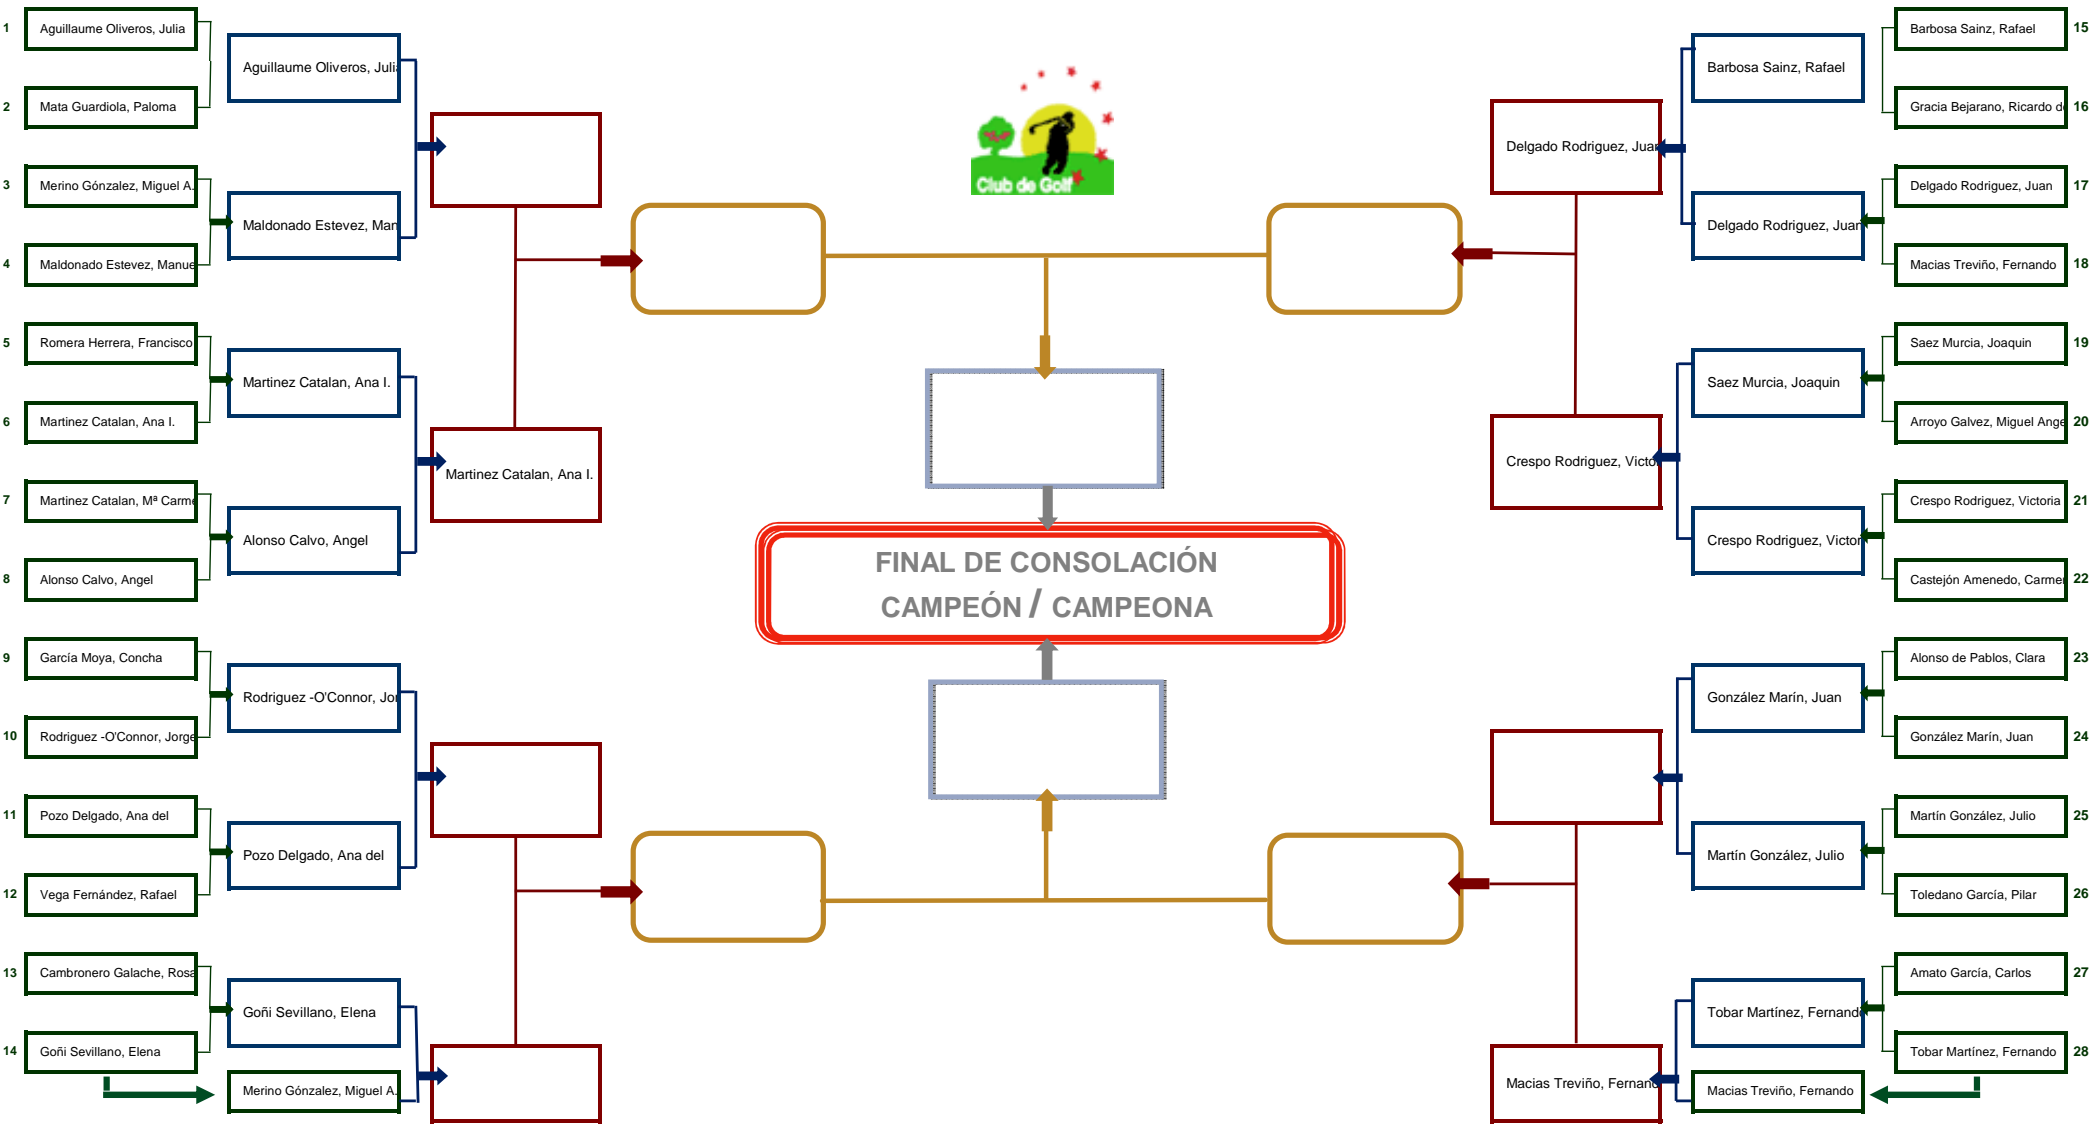 1 Aguillaume Oliveros, Julia
2 Mata Guardiola, Paloma
3 Merino Gónzalez, Miguel A.
4 Maldonado Estevez, Manue
5 Romera Herrera, Francisco
6 Martinez Catalan, Ana I.
7 Martinez Catalan, Mª Carme
8 Alonso Calvo, Angel
9 García Moya, Concha
10 Rodriguez -O'Connor, Jorge
11 Pozo Delgado, Ana del
12 Vega Fernández, Rafael
13 Cambronero Galache, Rosa
14 Goñi Sevillano, Elena
Aguillaume Oliveros, Julia
Maldonado Estevez, Man
Martinez Catalan, Ana I.
Alonso Calvo, Angel
Rodriguez -O'Connor, Jor
Pozo Delgado, Ana del
Goñi Sevillano, Elena
Merino Gónzalez, Miguel A.
Martinez Catalan, Ana I.
Club de Golf
FINAL DE CONSOLACIÓN
CAMPEÓN / CAMPEONA
Delgado Rodriguez, Juan
Crespo Rodriguez, Victo
Macias Treviño, Fernand
Barbosa Sainz, Rafael
Delgado Rodriguez, Juan
Saez Murcia, Joaquin
Crespo Rodriguez, Victor
González Marín, Juan
Martín González, Julio
Tobar Martínez, Fernando
Macias Treviño, Fernando
Barbosa Sainz, Rafael 15
Gracia Bejarano, Ricardo d 16
Delgado Rodriguez, Juan 17
Macias Treviño, Fernando 18
Saez Murcia, Joaquin 19
Arroyo Galvez, Miguel Ange 20
Crespo Rodriguez, Victoria 21
Castejón Amenedo, Carmen 22
Alonso de Pablos, Clara 23
González Marín, Juan 24
Martín González, Julio 25
Toledano García, Pilar 26
Amato García, Carlos 27
Tobar Martínez, Fernando 28